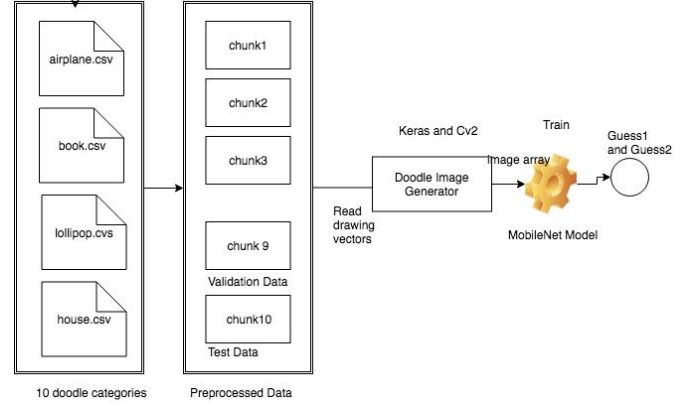 airplane.csv
book.csv
lollipop.cvs
house.csv
10 doodle categories
chunk1
chunk2
chunk3
chunk 9
Validation Data
chunk10
Test Data
Preprocessed Data
Read
drawing
vectors
Keras and Cv2
Doodle Image
Generator
Image array
Train
MobileNet Model
Guess1
and Guess2